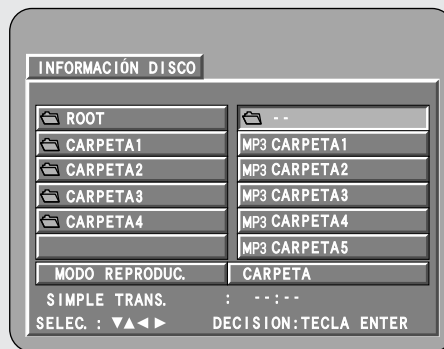 INFORMACIÓN DISCO
ROOT
CARPETA1
CARPETA2
CARPETA3
CARPETA4
--
MP3 CARPETA1
MP3 CARPETA2
MP3 CARPETA3
MP3 CARPETA4
MP3 CARPETA5
MODO REPRODUC. CARPETA
SIMPLE TRANS. : --:--
SELEC. : ▼▲◄► DECISION:TECLA ENTER